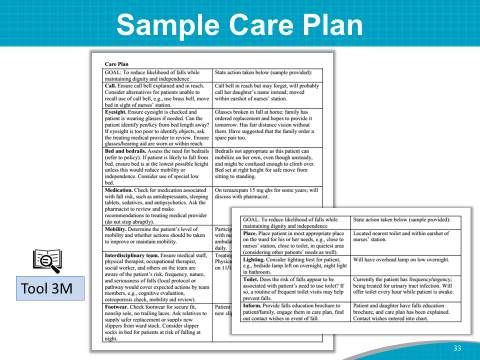 Sample Care Plan
Care Plan
GOAL: To reduce likelihood of falls while
maintaining dignity and independence
State action taken below (sample provided):
Call. Ensure call bell explained and in reach.
Consider alternatives for patients unable to
recall use of call bell, e.g., use brass bell, move
bed in sight of nurses' station.
Call bell in reach but may forget, will probably
call her daughter's name instead; moved
within earshot of nurses' station.
Eyesight. Ensure eyesight is checked and
patient is wearing glasses if needed. Can the
patient identify pen/key from bed length away?
If eyesight is too poor to identify objects, ask
the treating medical provider to review. Ensure
glasses/hearing aid are worn or within reach.
Glasses broken in fall at home; family has
ordered replacement and hopes to provide it
tomorrow. Has far distance vision without
them. Have suggested that the family order a
spare pair too.
Bed and bedrails. Assess the need for bedrails
(refer to policy). If patient is likely to fall from
bed, ensure bed is at the lowest possible height
unless this would reduce mobility or
independence. Consider use of special low
bed.
Bedrails not appropriate as this patient can
mobilize on her own, even though unsteady,
and might be confused enough to climb over.
Bed set at right height for safe move from
sitting to standing.
Medication. Check for medication associated
with fall risk, such as antidepressants, sleeping
tablets, sedatives, and antipsychotics. Ask the
pharmacist to review and make
recommendations to treating medical provider
(do not stop abruptly).
On temazepam 15 mg qhs for some years; will
discuss with pharmacist.
Mobility. Determine the patient's level of
mobility and whether actions should be taken
to improve or maintain mobility.
Interdisciplinary team. Ensure medical staff,
physical therapist, occupational therapist,
social worker, and others on the team are
aware of the patient's risk, frequency, nature,
and seriousness of falls (local protocol or
pathway would cover expected actions by team
members, e.g., cognitive evaluation,
osteoporosis check, mobility aid review).
Footwear. Check footwear for secure fit,
nonslip sole, no trailing laces. Ask relatives to
supply safer replacement or supply new
slippers from ward stock. Consider slipper
socks in bed for patients at risk of falling at
night.
GOAL: To reduce likelihood of falls while
maintaining dignity and independence
State action taken below (sample provided):
Place. Place patient in most appropriate place
on the ward for his or her needs, e.g., close to
nurses' station, close to toilet, in quiet area
(considering other patients' needs as well).
Located nearest toilet and within earshot of
nurses' station.
Lighting. Consider lighting best for patient,
e.g., bedside lamp left on overnight, night light
in bathroom.
Will have overhead lamp on low overnight.
Toilet. Does the risk of falls appear to be
associated with patient's need to use toilet? If
so, a routine of frequent toilet visits may help
prevent falls.
Currently the patient has frequency/urgency;
being treated for urinary tract infection. Will
offer toilet every hour while patient is awake.
Inform. Provide falls education brochure to
patient/family, engage them in care plan, find
out contact wishes in event of fall.
Patient and daughter have falls education
brochure, and care plan has been explained.
Contact wishes entered into chart.
Tool 3M
33